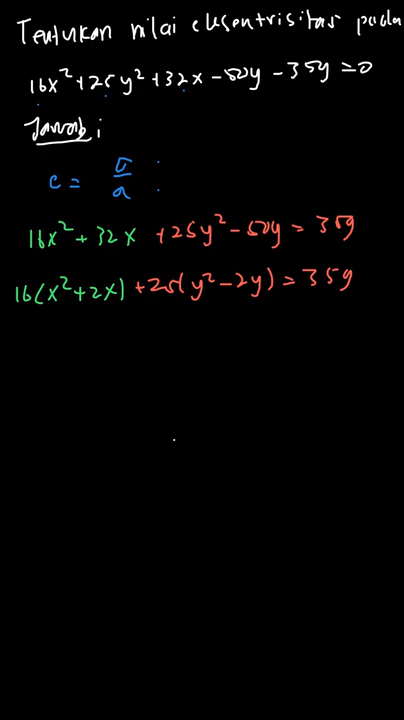 Tentukan nilai eksentrisitas pada
16x² + 25y² + 32x - 50y - 359 = 0
Jawab :
e = c/a :
16x² + 32x + 25y² - 50y = 359
16(x² + 2x) + 25(y² - 2y) = 359